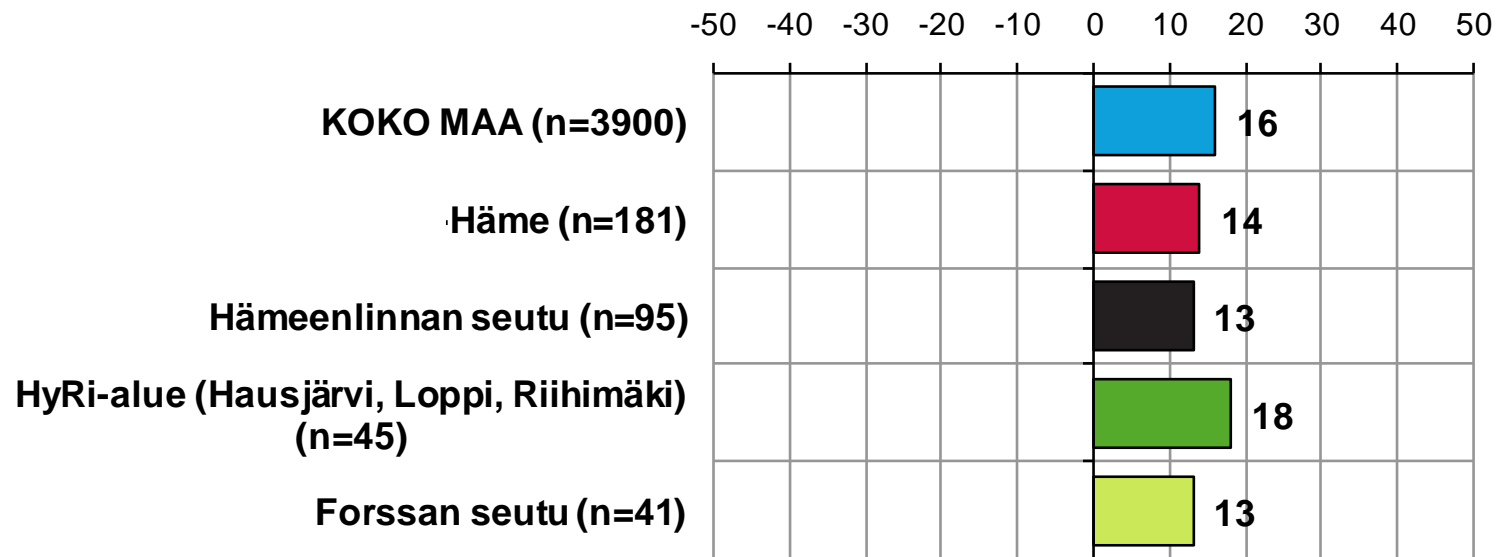 -50 -40 -30 -20 -10 0 10 20 30 40 50
KOKO MAA (n=3900) 16
Häme (n=181) 14
Hämeenlinnan seutu (n=95) 13
HyRi-alue (Hausjärvi, Loppi, Riihimäki)
(n=45) 18
Forssan seutu (n=41) 13